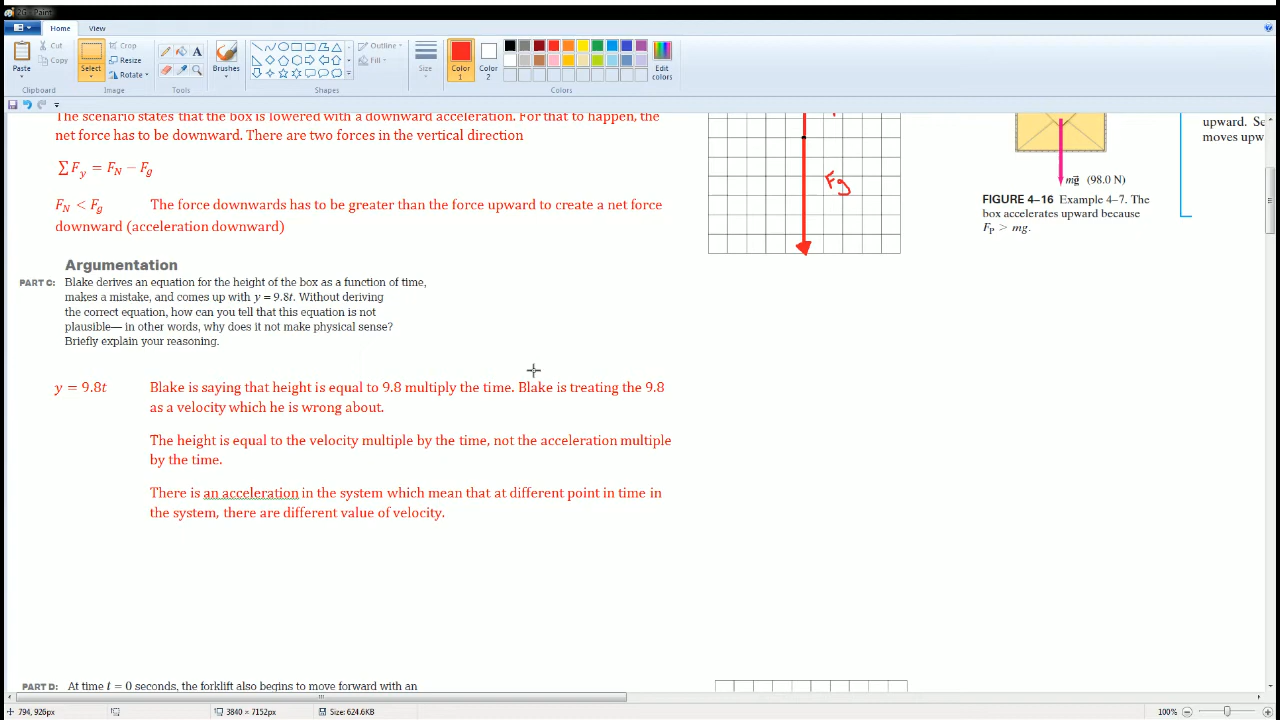 2G - Paint
Home
View
Paste
Cut
Copy
Clipboard
Select
Crop
Resize
Rotate
Image
Tools
Brushes
Shapes
Outline
Fill
Size
Color
1
Color
2
Edit
colors
Colors
The scenario states that the box is lowered with a downward acceleration. For that to happen, the
net force has to be downward. There are two forces in the vertical direction
∑ F_y = F_N − F_g
F_N < F_g The force downwards has to be greater than the force upward to create a net force
downward (acceleration downward)
Fg
mg⃗ (98.0 N)
FIGURE 4–16 Example 4–7. The
box accelerates upward because
F_P > mg.
upward. Se
moves upw
Argumentation
PART C: Blake derives an equation for the height of the box as a function of time,
makes a mistake, and comes up with y = 9.8t. Without deriving
the correct equation, how can you tell that this equation is not
plausible— in other words, why does it not make physical sense?
Briefly explain your reasoning.
y = 9.8t Blake is saying that height is equal to 9.8 multiply the time. Blake is treating the 9.8
as a velocity which he is wrong about.
The height is equal to the velocity multiple by the time, not the acceleration multiple
by the time.
There is an acceleration in the system which mean that at different point in time in
the system, there are different value of velocity.
PART D: At time t = 0 seconds, the forklift also begins to move forward with an
794, 926px
3840 × 7152px
Size: 624.6KB
100%